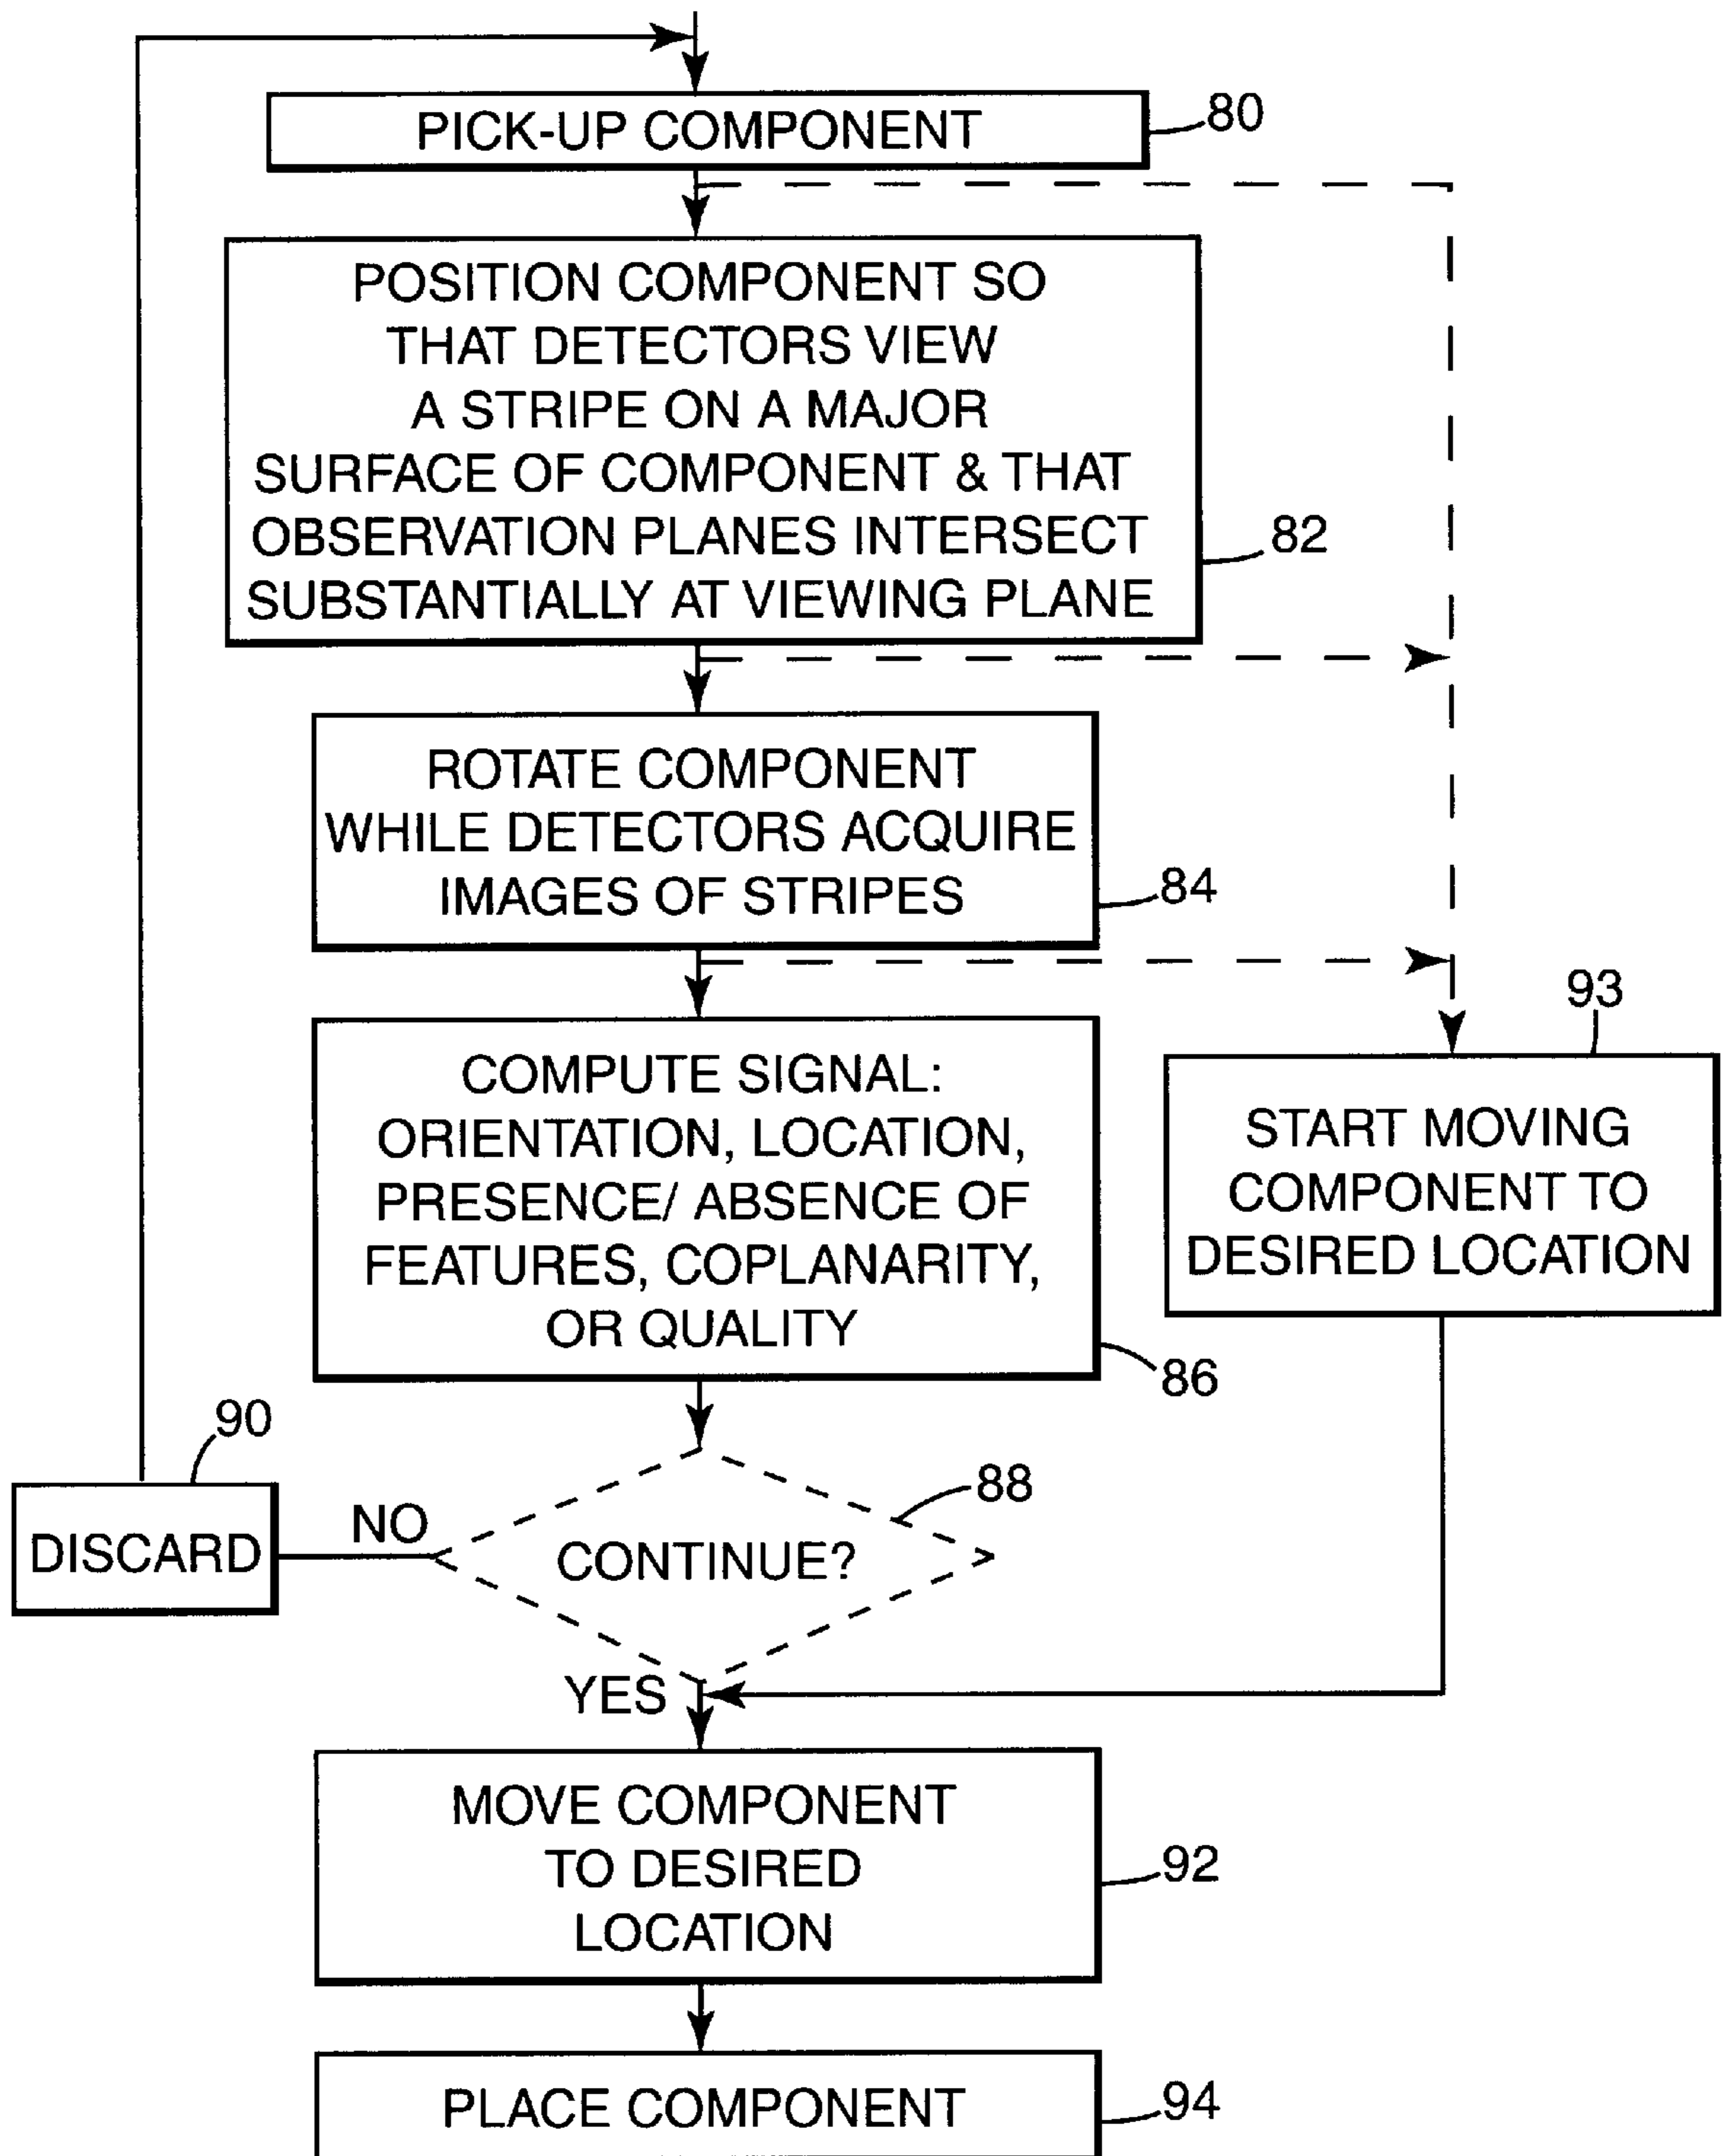 PICK-UP COMPONENT
80
POSITION COMPONENT SO
THAT DETECTORS VIEW
A STRIPE ON A MAJOR
SURFACE OF COMPONENT & THAT
OBSERVATION PLANES INTERSECT
SUBSTANTIALLY AT VIEWING PLANE
82
ROTATE COMPONENT
WHILE DETECTORS ACQUIRE
IMAGES OF STRIPES
84
COMPUTE SIGNAL:
ORIENTATION, LOCATION,
PRESENCE/ ABSENCE OF
FEATURES, COPLANARITY,
OR QUALITY
86
93
START MOVING
COMPONENT TO
DESIRED LOCATION
90
DISCARD
NO
CONTINUE?
88
YES
MOVE COMPONENT
TO DESIRED
LOCATION
92
PLACE COMPONENT
94